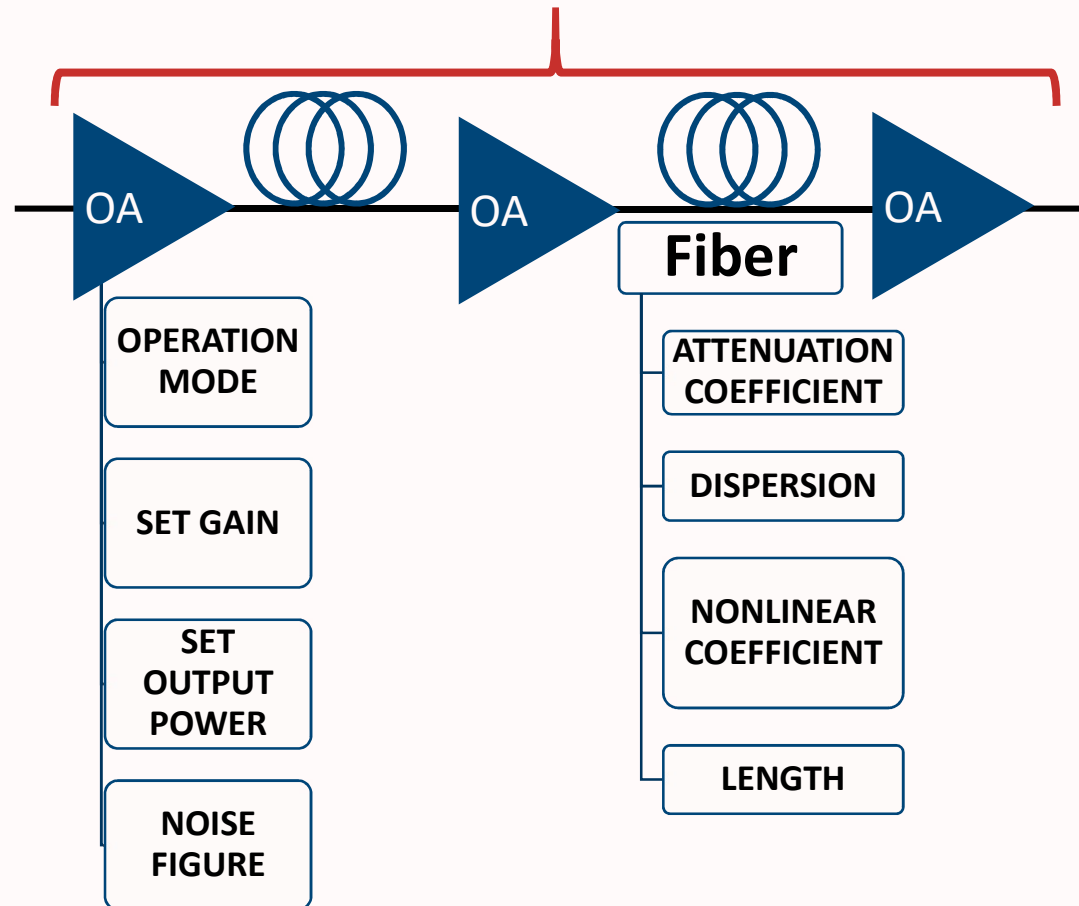 OA
OA
OA
Fiber
OPERATION
MODE
SET GAIN
SET
OUTPUT
POWER
NOISE
FIGURE
ATTENUATION
COEFFICIENT
DISPERSION
NONLINEAR
COEFFICIENT
LENGTH